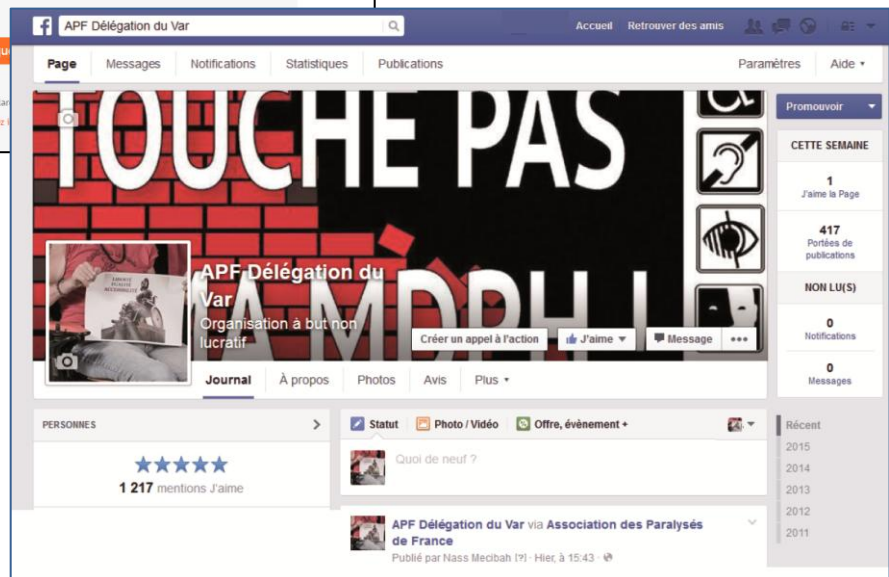 APF Délégation du Var
Accueil Retrouver des amis
Page Messages Notifications Statistiques Publications Paramètres Aide
TOUCHE PAS
MA MDPH !
APF Délégation du
Var
Organisation à but non
lucratif
Créer un appel à l'action J'aime Message
Journal À propos Photos Avis Plus
Promouvoir
CETTE SEMAINE
1
J'aime la Page
417
Portées de
publications
NON LU(S)
0
Notifications
0
Messages
PERSONNES
1 217 mentions J'aime
Statut Photo / Vidéo Offre, évènement +
Quoi de neuf ?
APF Délégation du Var via Association des Paralysés
de France
Publié par Nass Mecibah [?] · Hier, à 15:43
Récent
2015
2014
2013
2012
2011